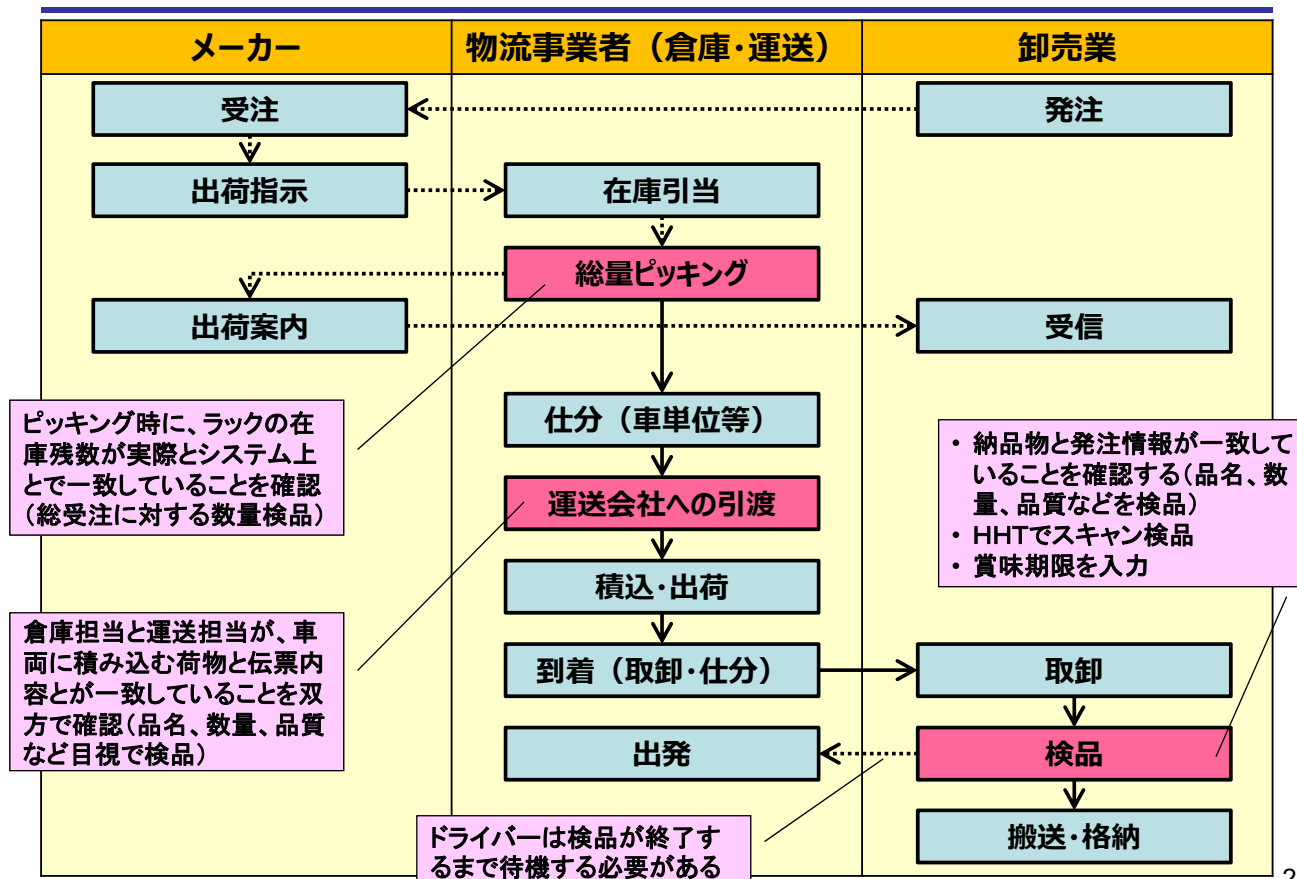 メーカー
物流事業者（倉庫・運送）
卸売業
受注
発注
出荷指示
在庫引当
総量ピッキング
出荷案内
受信
ピッキング時に、ラックの在
庫残数が実際とシステム上
とで一致していることを確認
（総受注に対する数量検品）
仕分（車単位等）
・ 納品物と発注情報が一致して
いることを確認する（品名、数
量、品質などを検品）
・ HHTでスキャン検品
・ 賞味期限を入力
運送会社への引渡
積込・出荷
倉庫担当と運送担当が、車
両に積み込む荷物と伝票内
容とが一致していることを双
方で確認（品名、数量、品質
など目視で検品）
到着（取卸・仕分）
取卸
出発
検品
ドライバーは検品が終了す
るまで待機する必要がある
搬送・格納
2